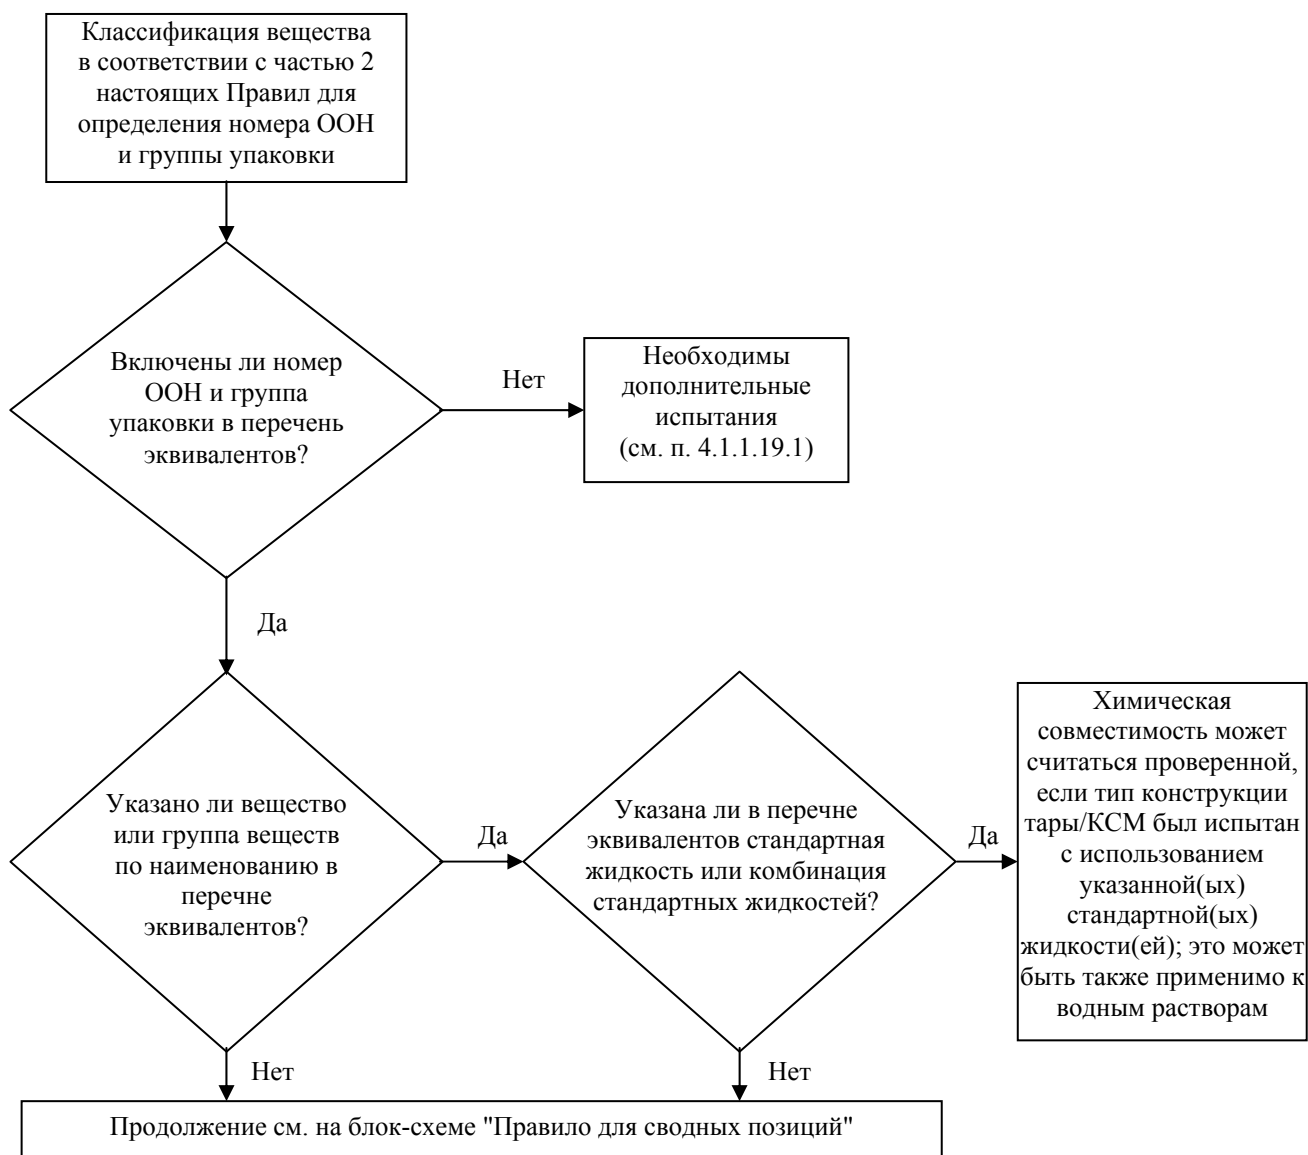 Классификация вещества
в соответствии с частью 2
настоящих Правил для
определения номера ООН
и группы упаковки
Включены ли номер
ООН и группа
упаковки в перечень
эквивалентов?
Нет
Необходимы
дополнительные
испытания
(см. п. 4.1.1.19.1)
Да
Указано ли вещество
или группа веществ
по наименованию в
перечне
эквивалентов?
Да
Указана ли в перечне
эквивалентов стандартная
жидкость или комбинация
стандартных жидкостей?
Да
Химическая
совместимость может
считаться проверенной,
если тип конструкции
тары/КСМ был испытан
с использованием
указанной(ых)
стандартной(ых)
жидкости(ей); это может
быть также применимо к
водным растворам
Нет
Нет
Продолжение см. на блок-схеме "Правило для сводных позиций"